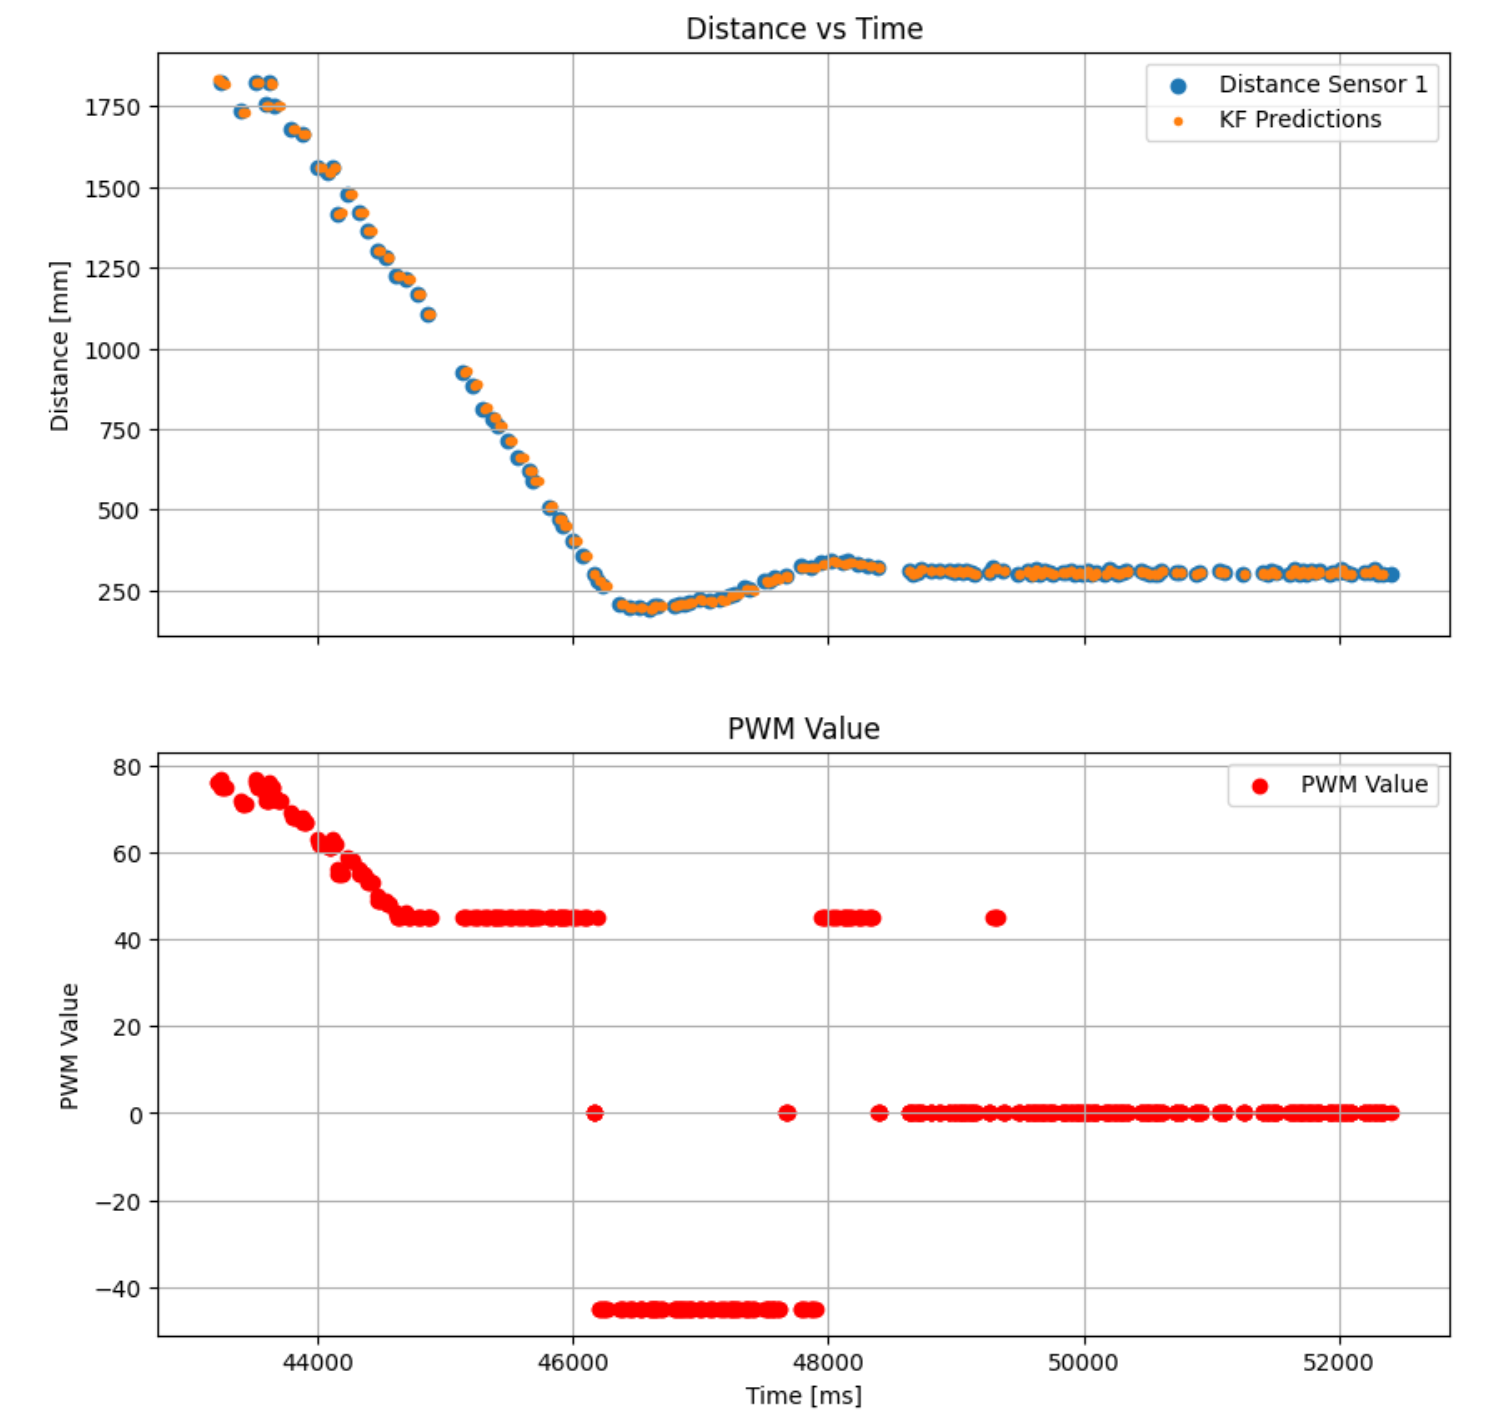 Distance vs Time
Distance Sensor 1
KF Predictions
1750
1500
1250
1000
750
500
250
Distance [mm]
PWM Value
PWM Value
80
60
40
20
0
−20
−40
PWM Value
44000 46000 48000 50000 52000
Time [ms]